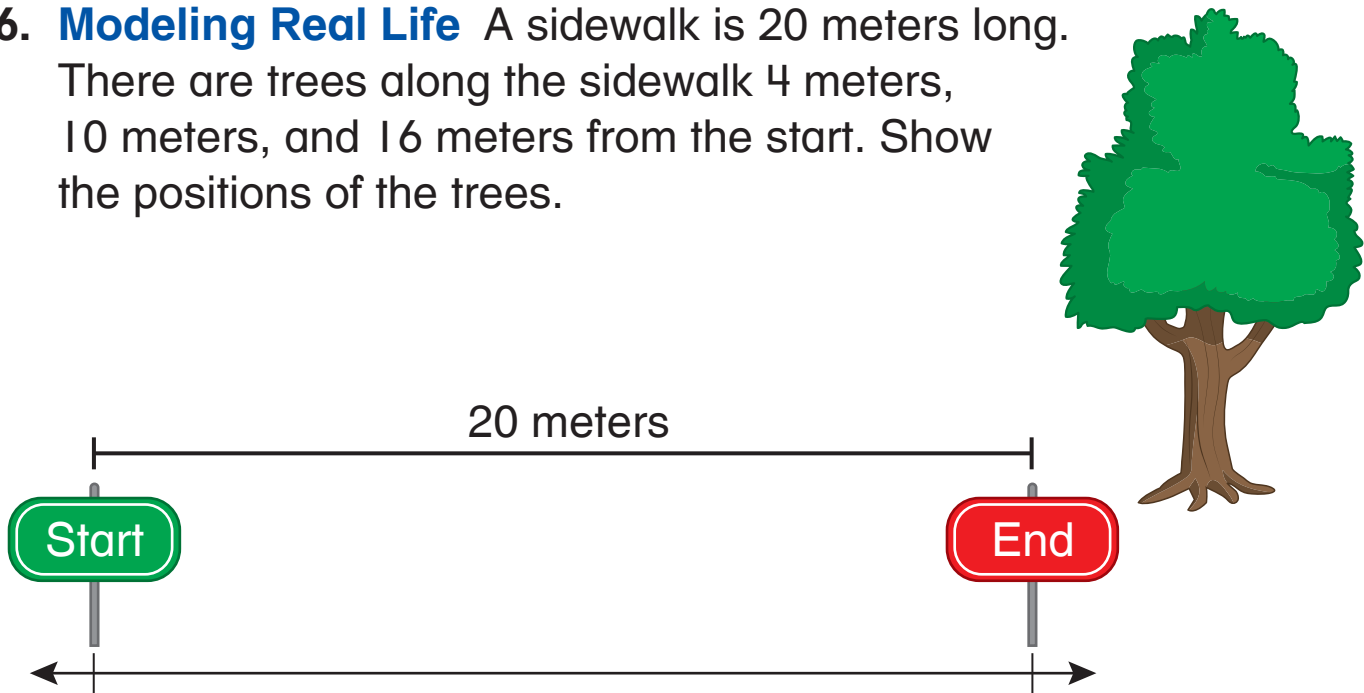 6. Modeling Real Life A sidewalk is 20 meters long.
There are trees along the sidewalk 4 meters,
10 meters, and 16 meters from the start. Show
the positions of the trees.
20 meters
Start
End